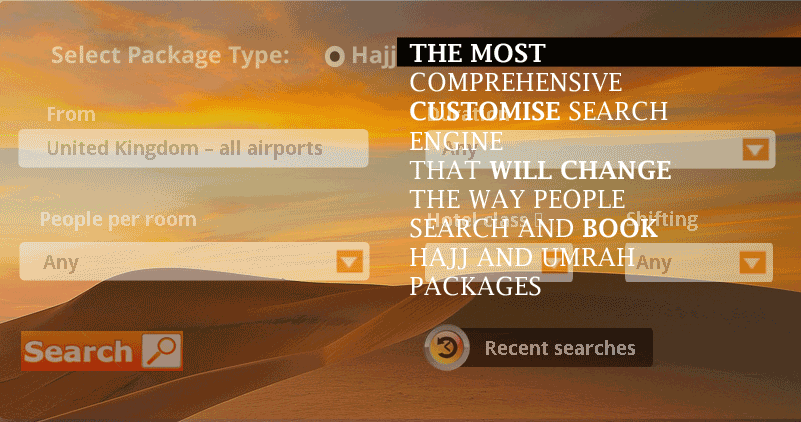 Select Package Type:
Hajj
THE MOST
COMPREHENSIVE
CUSTOMISE SEARCH
ENGINE
THAT WILL CHANGE
THE WAY PEOPLE
SEARCH AND BOOK
HAJJ AND UMRAH
PACKAGES
From
Duration
United Kingdom – all airports
Any
People per room
Hotel class
Shifting
Any
Any
Search
Recent searches